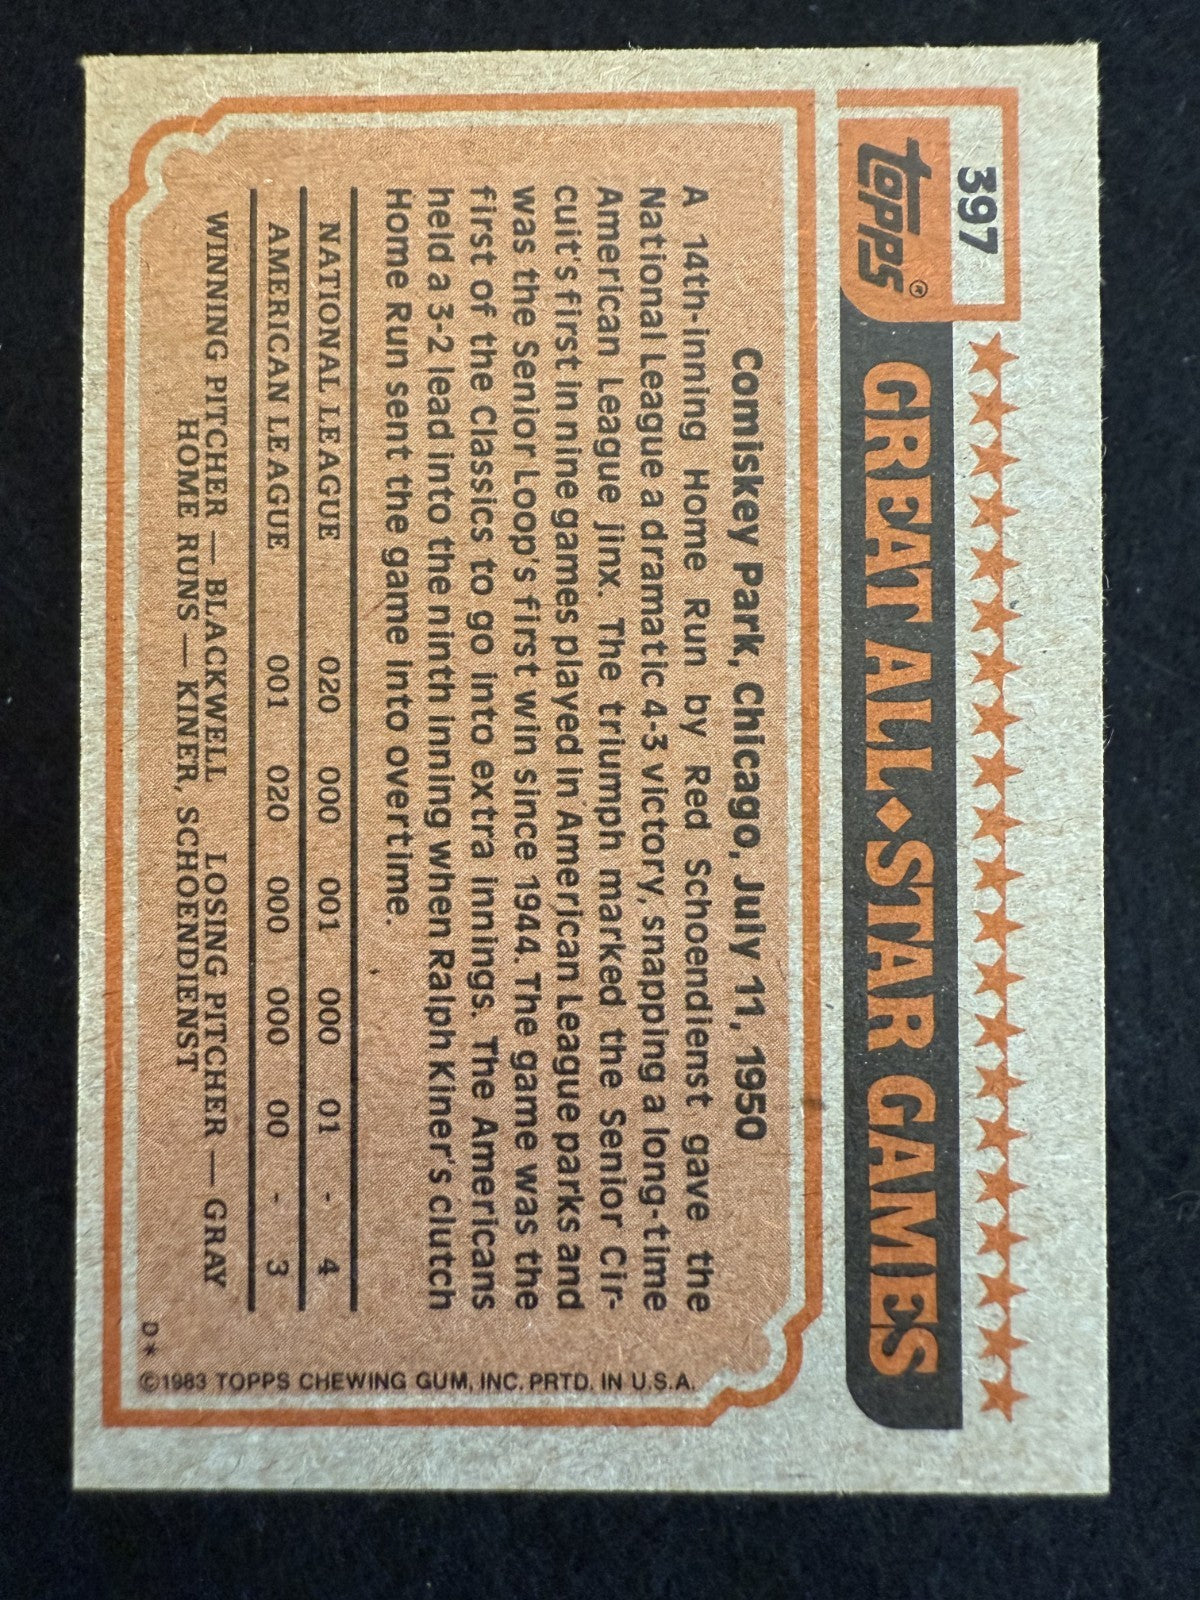 397
topps®
GREAT ALL◆STAR GAMES
Comiskey Park, Chicago, July 11, 1950
A 14th-inning Home Run by Red Schoendienst gave the
National League a dramatic 4-3 victory, snapping a long-time
American League jinx. The triumph marked the Senior Cir-
cuit's first in nine games played in American League parks and
was the Senior Loop's first win since 1944. The game was the
first of the Classics to go into extra innings. The Americans
held a 3-2 lead into the ninth inning when Ralph Kiner's clutch
Home Run sent the game into overtime.
NATIONAL LEAGUE 020 000 001 000 01 - 4
AMERICAN LEAGUE 001 020 000 000 00 - 3
WINNING PITCHER — BLACKWELL LOSING PITCHER — GRAY
HOME RUNS — KINER, SCHOENDIENST
D*
©1983 TOPPS CHEWING GUM, INC. PRTD. IN U.S.A.